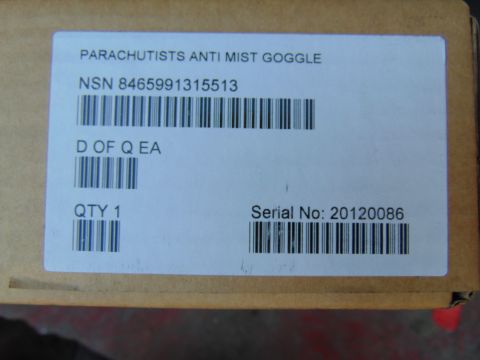 PARACHUTISTS ANTI MIST GOGGLE
NSN 8465991315513
D OF Q EA
QTY 1
Serial No: 20120086